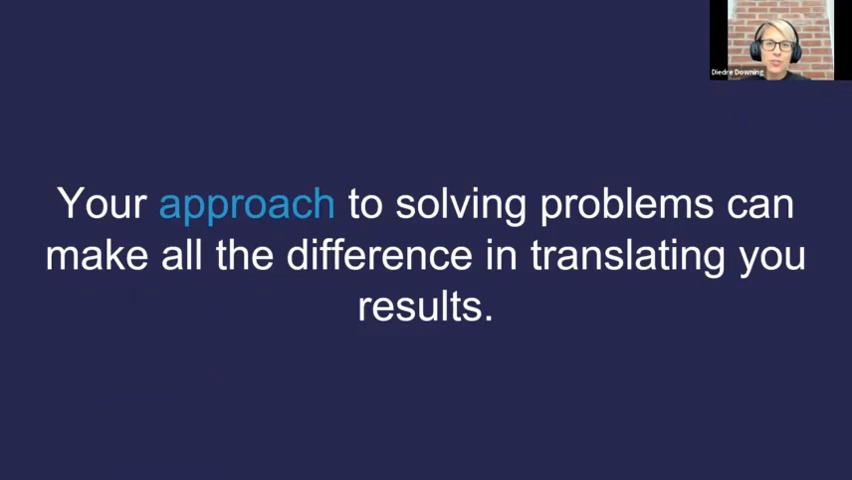 Diedre Downing
Your approach to solving problems can
make all the difference in translating you
results.